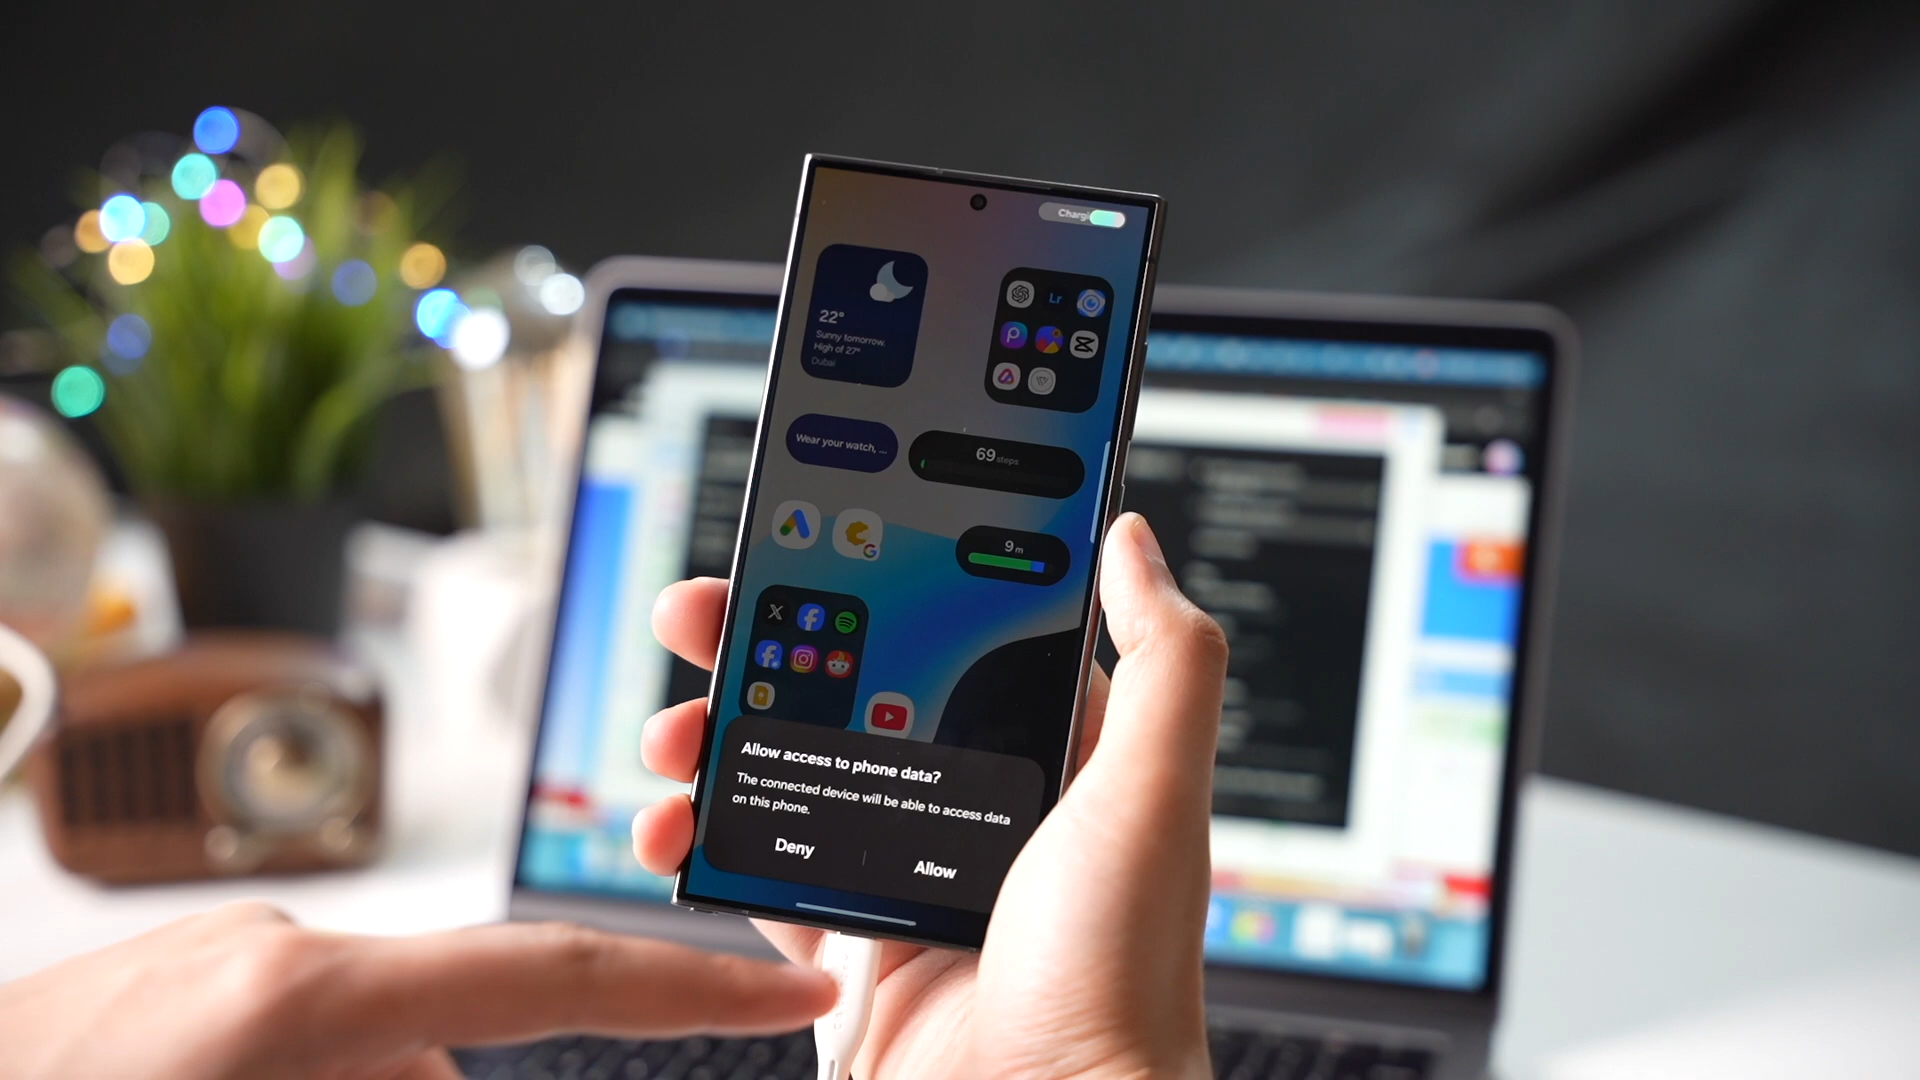 Chargi
22°
Sunny tomorrow.
High of 27°
Dubai
Lr
Wear your watch, ...
69 steps
9 m
Allow access to phone data?
The connected device will be able to access data
on this phone.
Deny
Allow